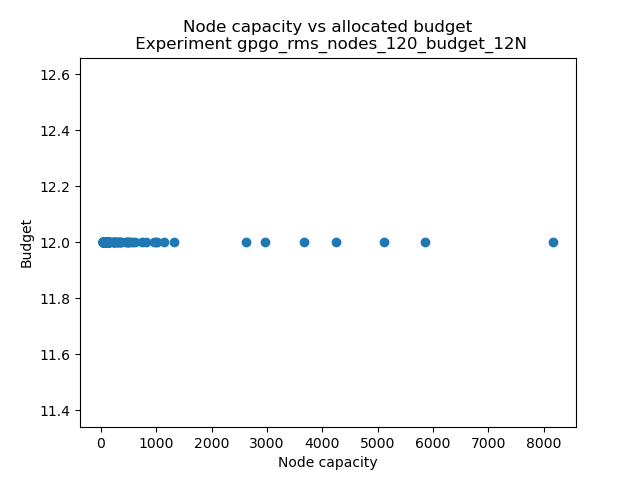 Node capacity vs allocated budget
Experiment gpgo_rms_nodes_120_budget_12N
12.6
12.4
12.2
12.0
11.8
11.6
11.4
Budget
0 1000 2000 3000 4000 5000 6000 7000 8000
Node capacity